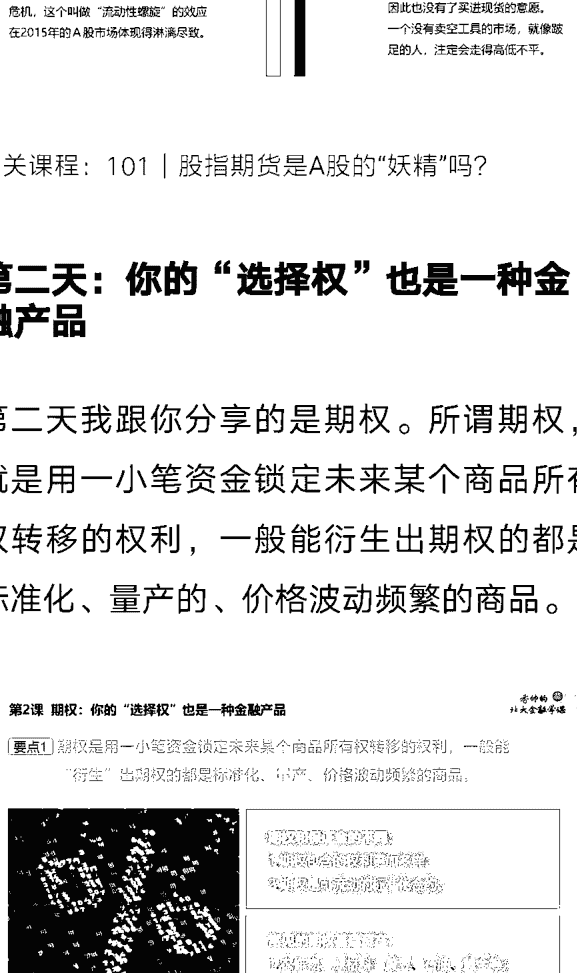 危机，这个叫做“流动性螺旋”的效应
在2015年的A股市场体现得淋漓尽致。
因此也没有了买进现货的意愿。
一个没有卖空工具的市场，就像跛
足的人，注定会走得高低不平。
关课程：101｜股指期货是A股的“妖精”吗？
第二天：你的“选择权”也是一种金
融产品
第二天我跟你分享的是期权。所谓期权，
就是用一小笔资金锁定未来某个商品所有
权转移的权利，一般能衍生出期权的都是
标准化、量产的、价格波动频繁的商品。
第2课 期权：你的“选择权”也是一种金融产品
香帅的
北大金融学课
要点1 期权是用一小笔资金锁定未来某个商品所有权转移的权利，一般能
“衍生”出期权的都是标准化、量产、价格波动频繁的商品。